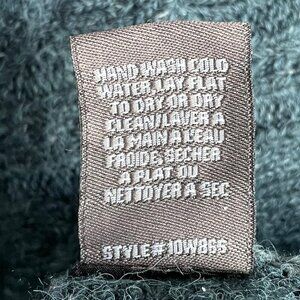 HAND WASH COLD
WATER, LAY FLAT
TO DRY OR DRY
CLEAN/LAVER A
LA MAIN A L'EAU
FROIDE, SECHER
A PLAT OU
NETTOYER A SEC
STYLE# 10W866